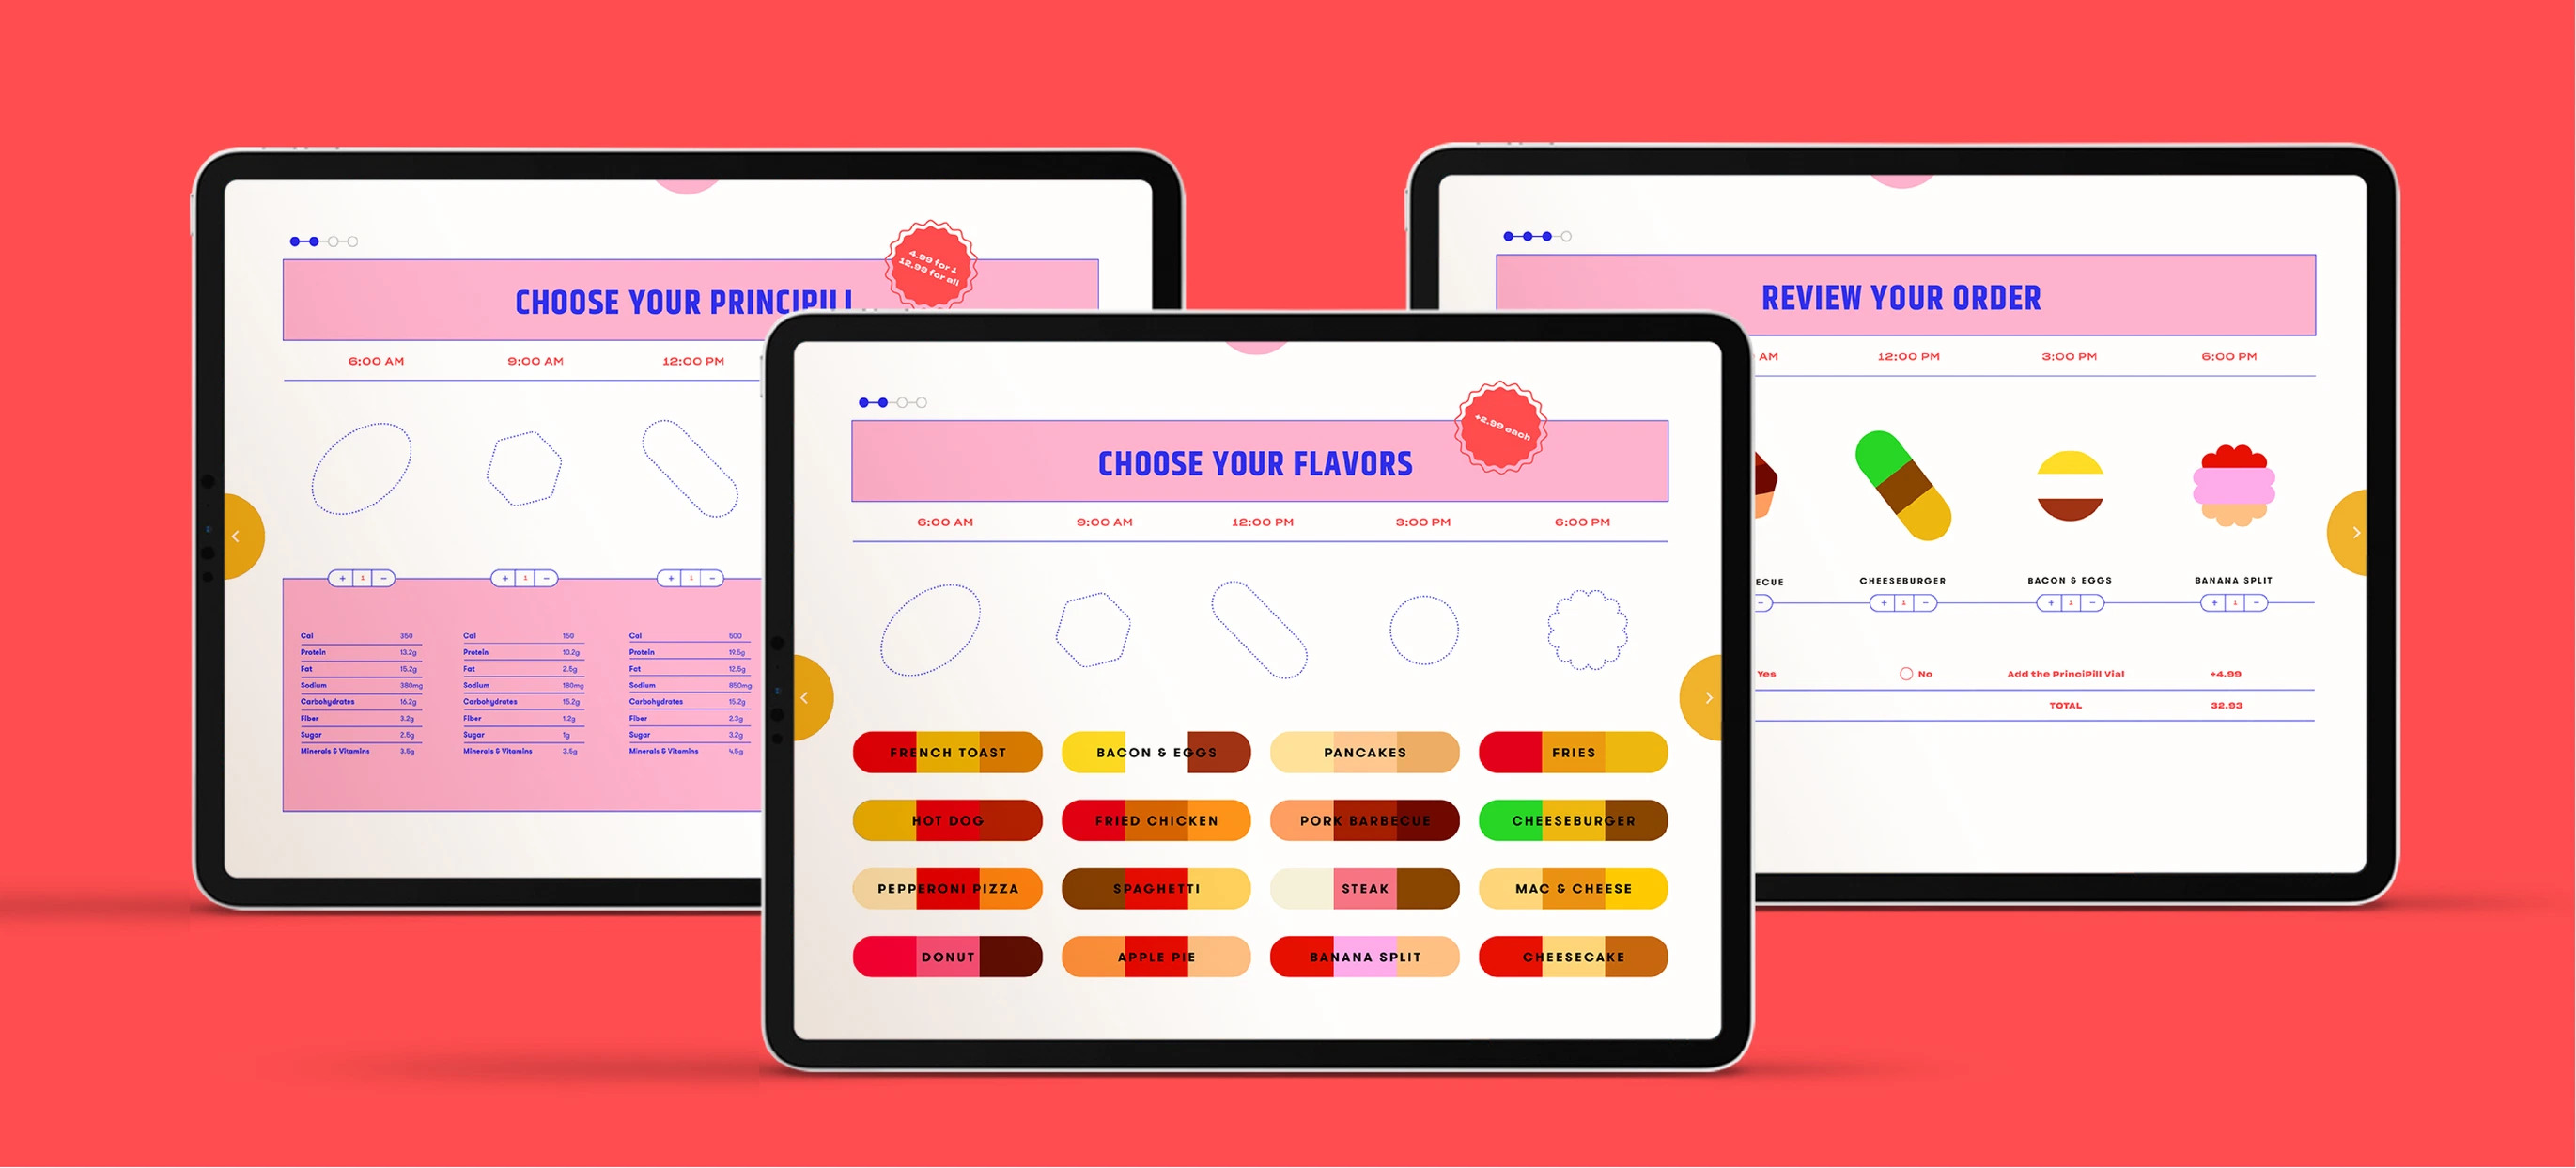 4.99 for 1
12.99 for all
CHOOSE YOUR PRINCIPILL
6:00 AM 9:00 AM 12:00 PM
+ 1 − + 1 − + 1 −
Cal 350 Cal 150 Cal 500
Protein 13.2g Protein 10.2g Protein 19.5g
Fat 15.2g Fat 2.5g Fat 12.5g
Sodium 380mg Sodium 180mg Sodium 850mg
Carbohydrates 16.2g Carbohydrates 15.2g Carbohydrates 15.2g
Fiber 3.2g Fiber 1.2g Fiber 2.3g
Sugar 2.5g Sugar 1g Sugar 3.2g
Minerals & Vitamins 3.5g Minerals & Vitamins 3.5g Minerals & Vitamins 4.5g
+2.99 each
CHOOSE YOUR FLAVORS
6:00 AM 9:00 AM 12:00 PM 3:00 PM 6:00 PM
FRENCH TOAST BACON & EGGS PANCAKES FRIES
HOT DOG FRIED CHICKEN PORK BARBECUE CHEESEBURGER
PEPPERONI PIZZA SPAGHETTI STEAK MAC & CHEESE
DONUT APPLE PIE BANANA SPLIT CHEESECAKE
REVIEW YOUR ORDER
AM 12:00 PM 3:00 PM 6:00 PM
ECUE CHEESEBURGER BACON & EGGS BANANA SPLIT
− + 1 − + 1 − + 1 −
Yes No Add the PrinciPill Vial +4.99
TOTAL 32.93